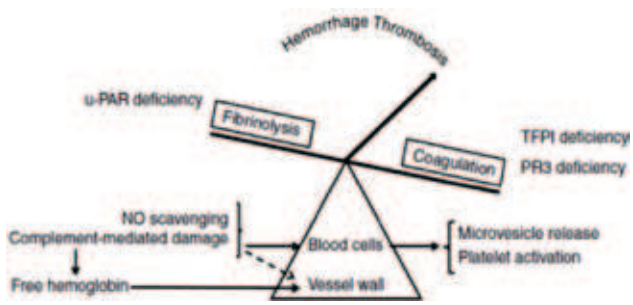 Hemorrhage Thrombosis
u-PAR deficiency
Fibrinolysis
Coagulation
TFPI deficiency
PR3 deficiency
NO scavenging
Complement-mediated damage
Blood cells
Microvesicle release
Platelet activation
Free hemoglobin
Vessel wall